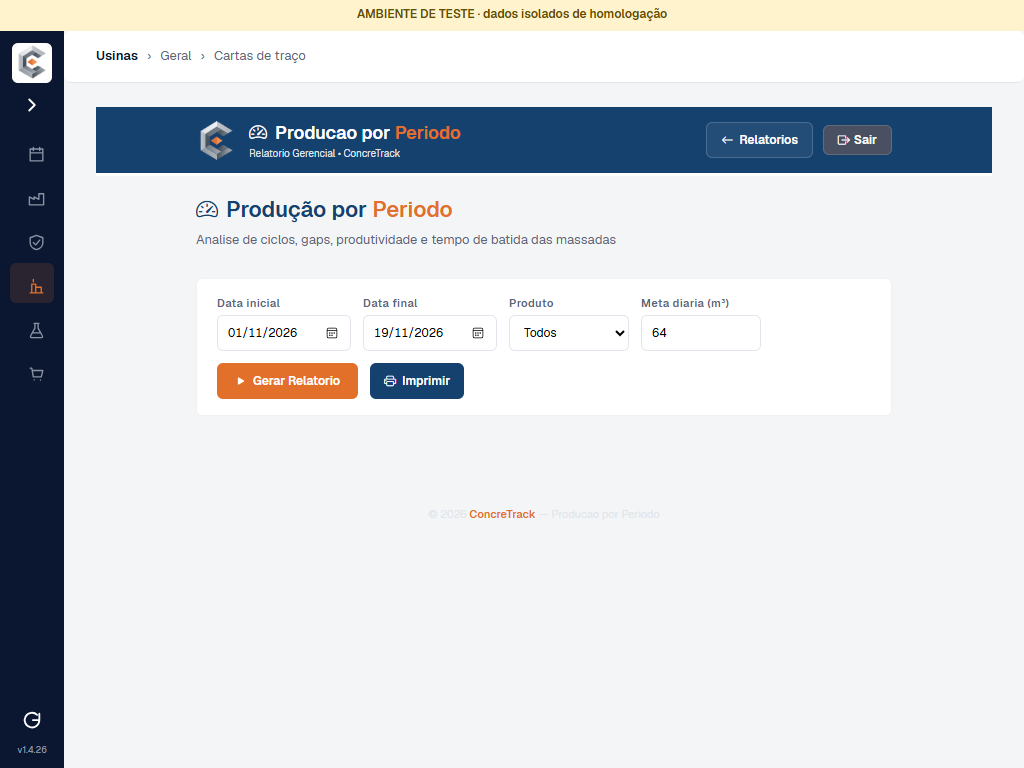 AMBIENTE DE TESTE · dados isolados de homologação
Usinas › Geral › Cartas de traço
Producao por Periodo
Relatorio Gerencial • ConcreTrack
← Relatorios
Sair
Produção por Periodo
Analise de ciclos, gaps, produtividade e tempo de batida das massadas
Data inicial
Data final
Produto
Meta diaria (m³)
01/11/2026
19/11/2026
Todos
64
Gerar Relatorio
Imprimir
© 2026 ConcreTrack — Producao por Periodo
v1.4.26